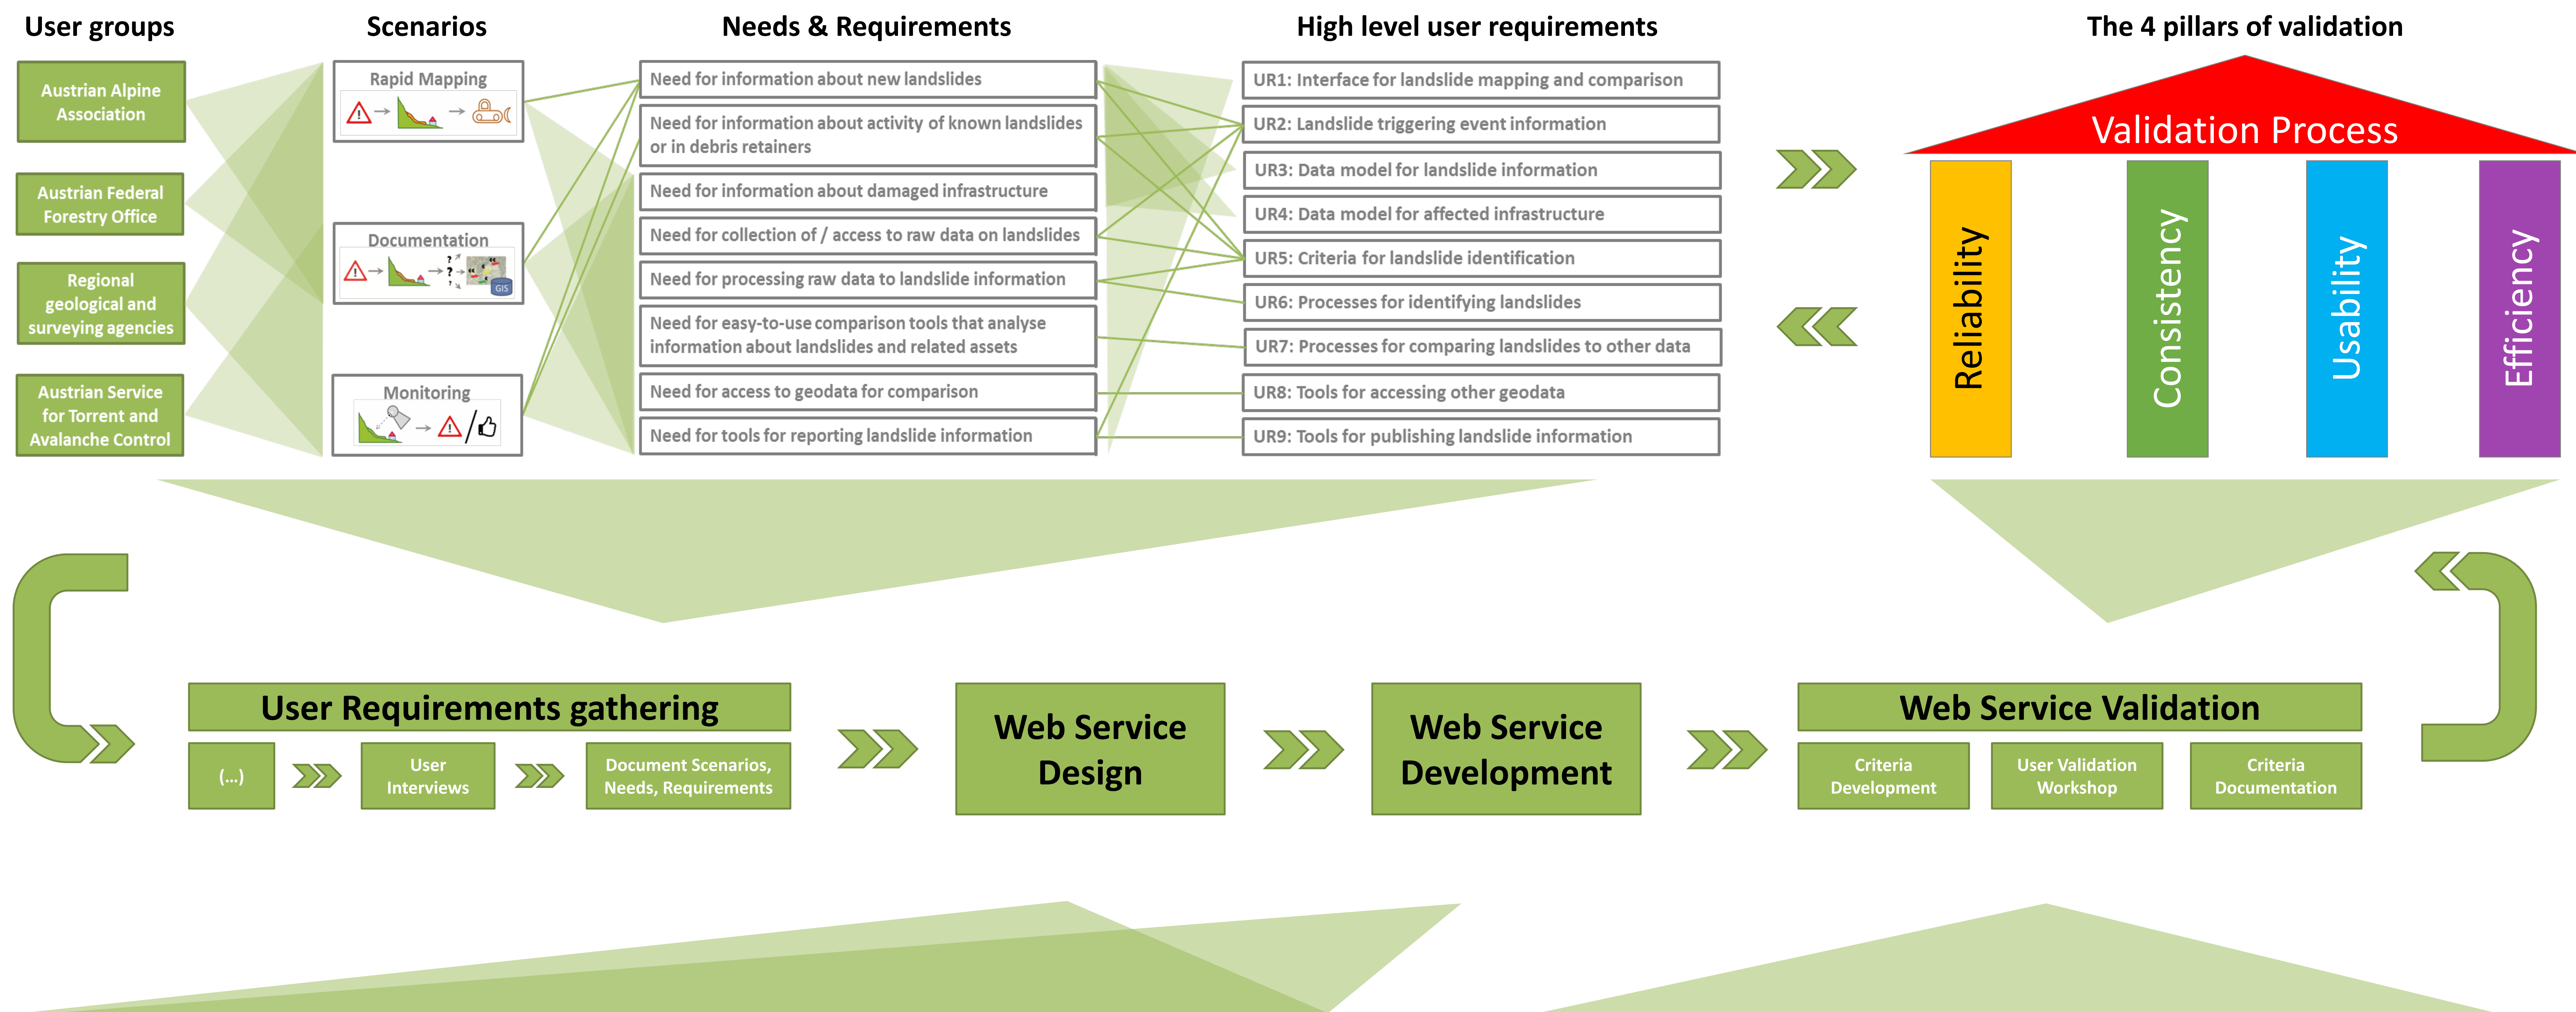 User groups
Scenarios
Needs & Requirements
High level user requirements
The 4 pillars of validation
Austrian Alpine
Association
Austrian Federal
Forestry Office
Regional
geological and
surveying agencies
Austrian Service
for Torrent and
Avalanche Control
Rapid Mapping
!
Documentation
!
?
?
?
GIS
Monitoring
!
/
Need for information about new landslides
Need for information about activity of known landslides
or in debris retainers
Need for information about damaged infrastructure
Need for collection of / access to raw data on landslides
Need for processing raw data to landslide information
Need for easy-to-use comparison tools that analyse
information about landslides and related assets
Need for access to geodata for comparison
Need for tools for reporting landslide information
UR1: Interface for landslide mapping and comparison
UR2: Landslide triggering event information
UR3: Data model for landslide information
UR4: Data model for affected infrastructure
UR5: Criteria for landslide identification
UR6: Processes for identifying landslides
UR7: Processes for comparing landslides to other data
UR8: Tools for accessing other geodata
UR9: Tools for publishing landslide information
Validation Process
Reliability
Consistency
Usability
Efficiency
User Requirements gathering
(...)
User
Interviews
Document Scenarios,
Needs, Requirements
Web Service
Design
Web Service
Development
Web Service Validation
Criteria
Development
User Validation
Workshop
Criteria
Documentation